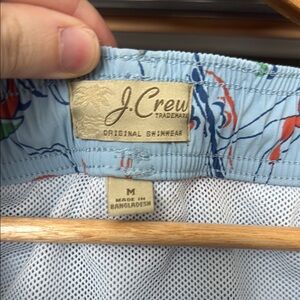 J.Crew
TRADEMARK
ORIGINAL SWIMWEAR
M
MADE IN
BANGLADESH